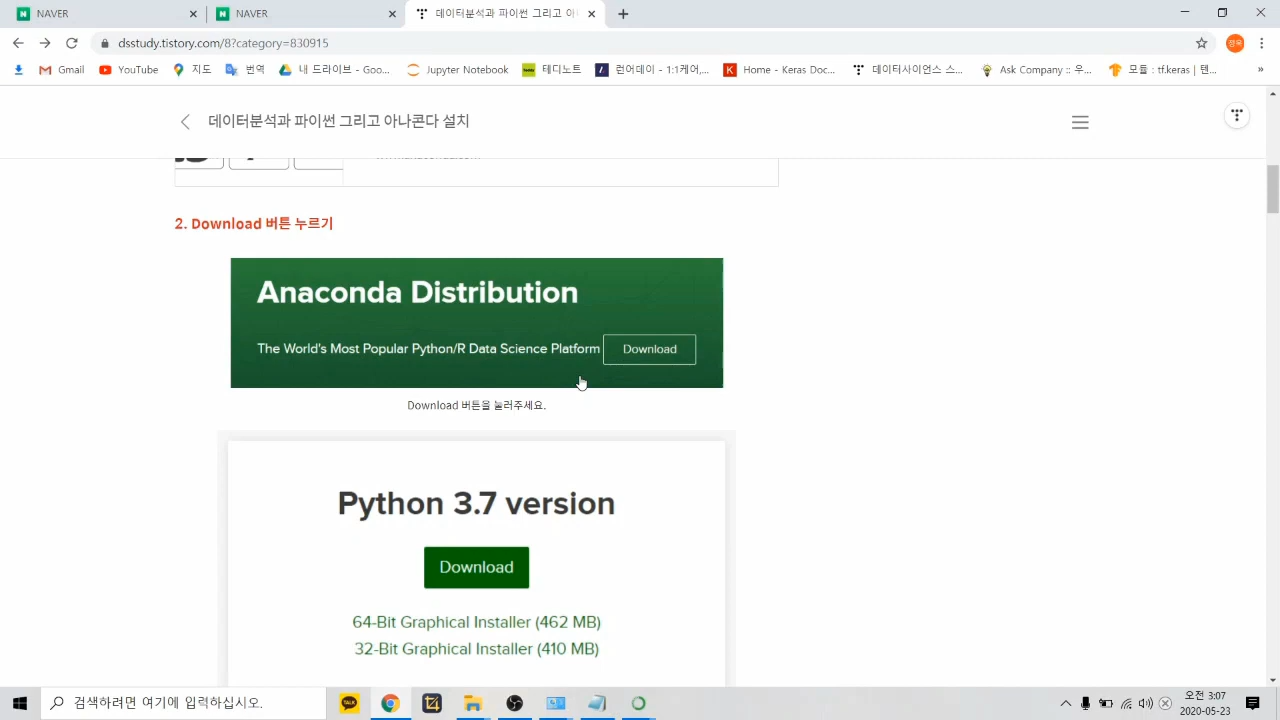 NAVER
NAVER
데이터분석과 파이썬 그리고 아
dsstudy.tistory.com/8?category=830915
정욱
Gmail
YouTube
지도
번역
내 드라이브 - Goo...
Jupyter Notebook
테디노트
런어데이 - 1:1케어,...
Home - Keras Doc...
데이터사이언스 스...
Ask Company :: 우...
모듈 : tf.keras | 텐...
데이터분석과 파이썬 그리고 아나콘다 설치
2. Download 버튼 누르기
Anaconda Distribution
The World's Most Popular Python/R Data Science Platform
Download
Download 버튼을 눌러주세요.
Python 3.7 version
Download
64-Bit Graphical Installer (462 MB)
32-Bit Graphical Installer (410 MB)
검색하려면 여기에 입력하십시오.
TALK
오전 3:07
2020-05-23